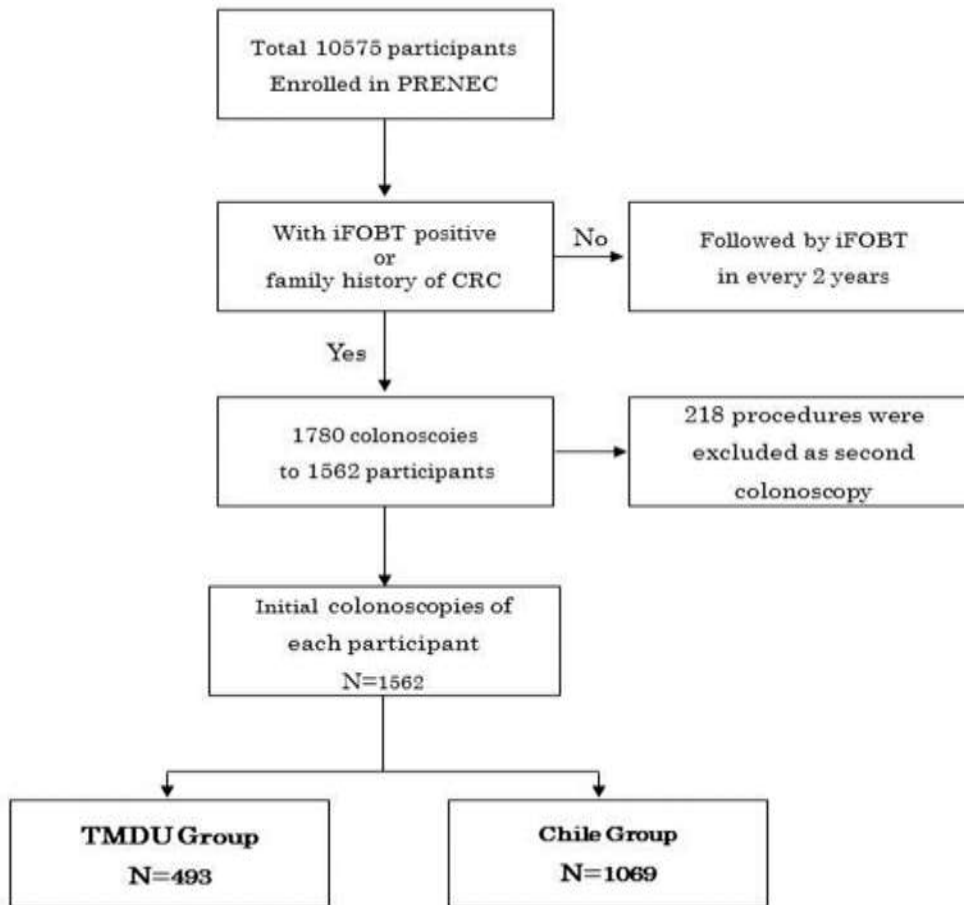 Total 10575 participants
Enrolled in PRENEC
With iFOBT positive
or
family history of CRC
No
Followed by iFOBT
in every 2 years
Yes
1780 colonoscoies
to 1562 participants
218 procedures were
excluded as second
colonoscopy
Initial colonoscopies of
each participant
N=1562
TMDU Group
N=493
Chile Group
N=1069